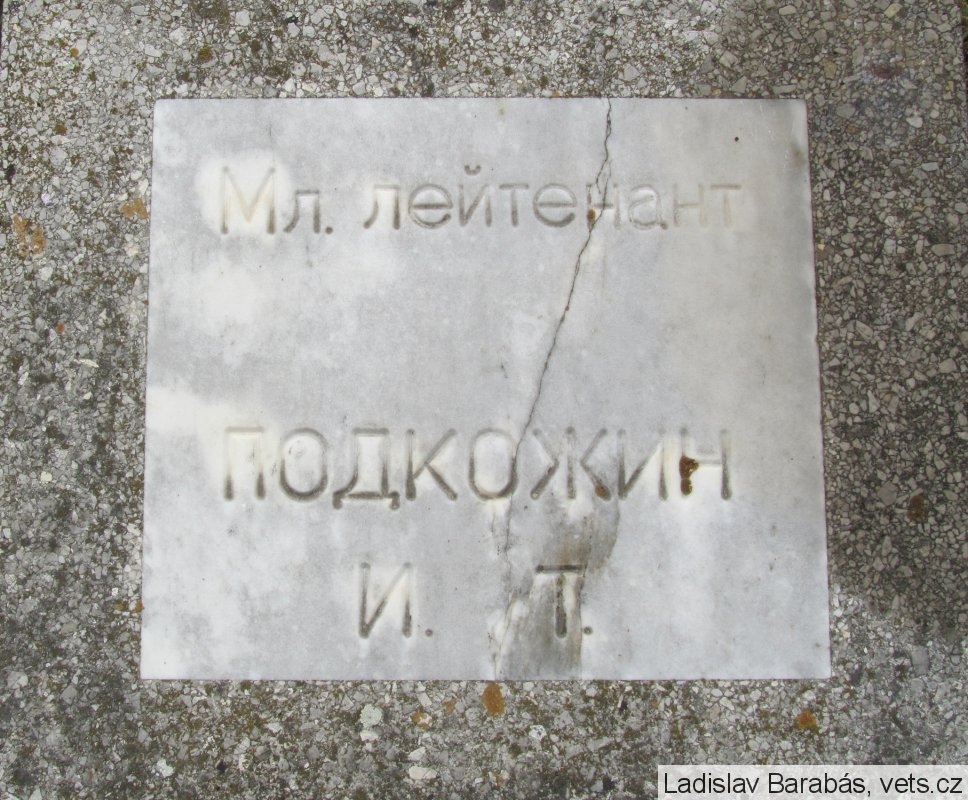 Мл. лейтенант
ПОДКОЖИН
И. Т.
Ladislav Barabás, vets.cz